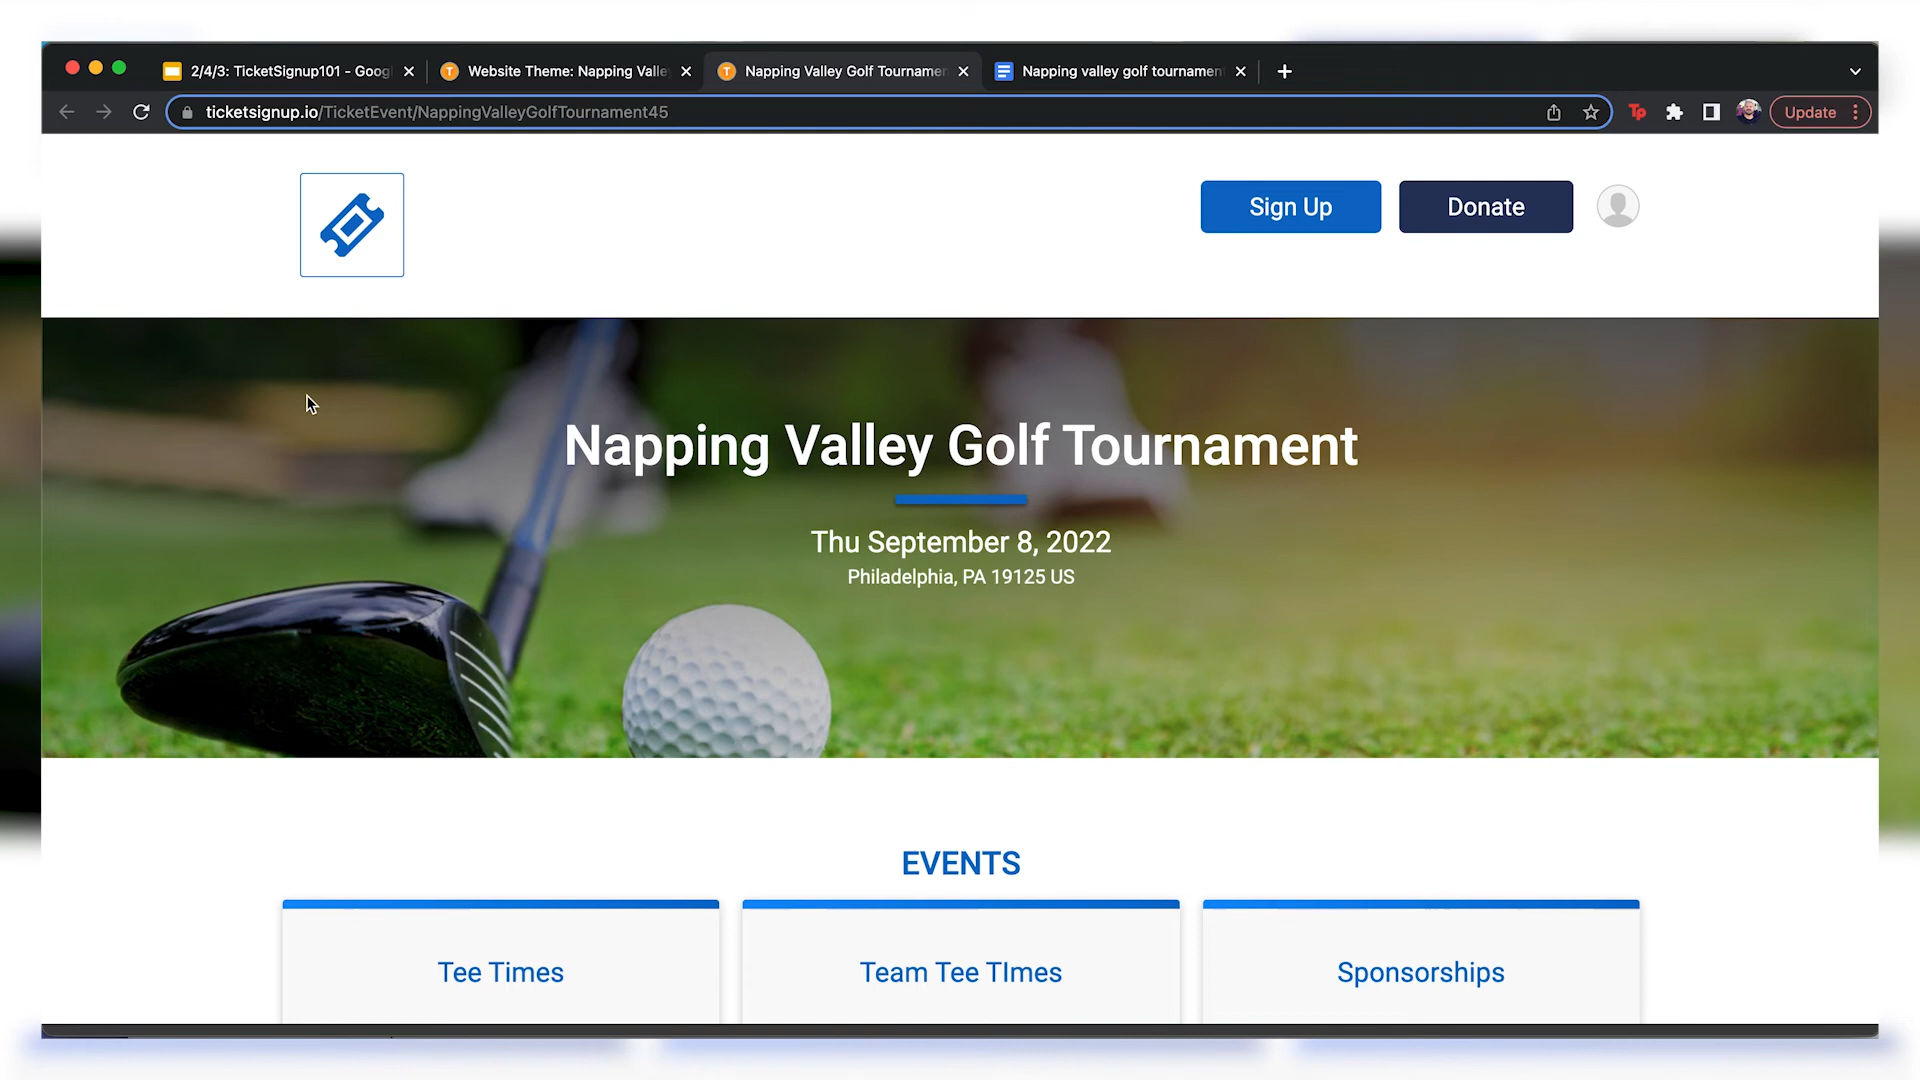 2/4/3: TicketSignup101 - Goog
Website Theme: Napping Valle
Napping Valley Golf Tournamen
Napping valley golf tournament
ticketsignup.io/TicketEvent/NappingValleyGolfTournament45
Tp
Update
Sign Up
Donate
Napping Valley Golf Tournament
Thu September 8, 2022
Philadelphia, PA 19125 US
EVENTS
Tee Times
Team Tee TImes
Sponsorships